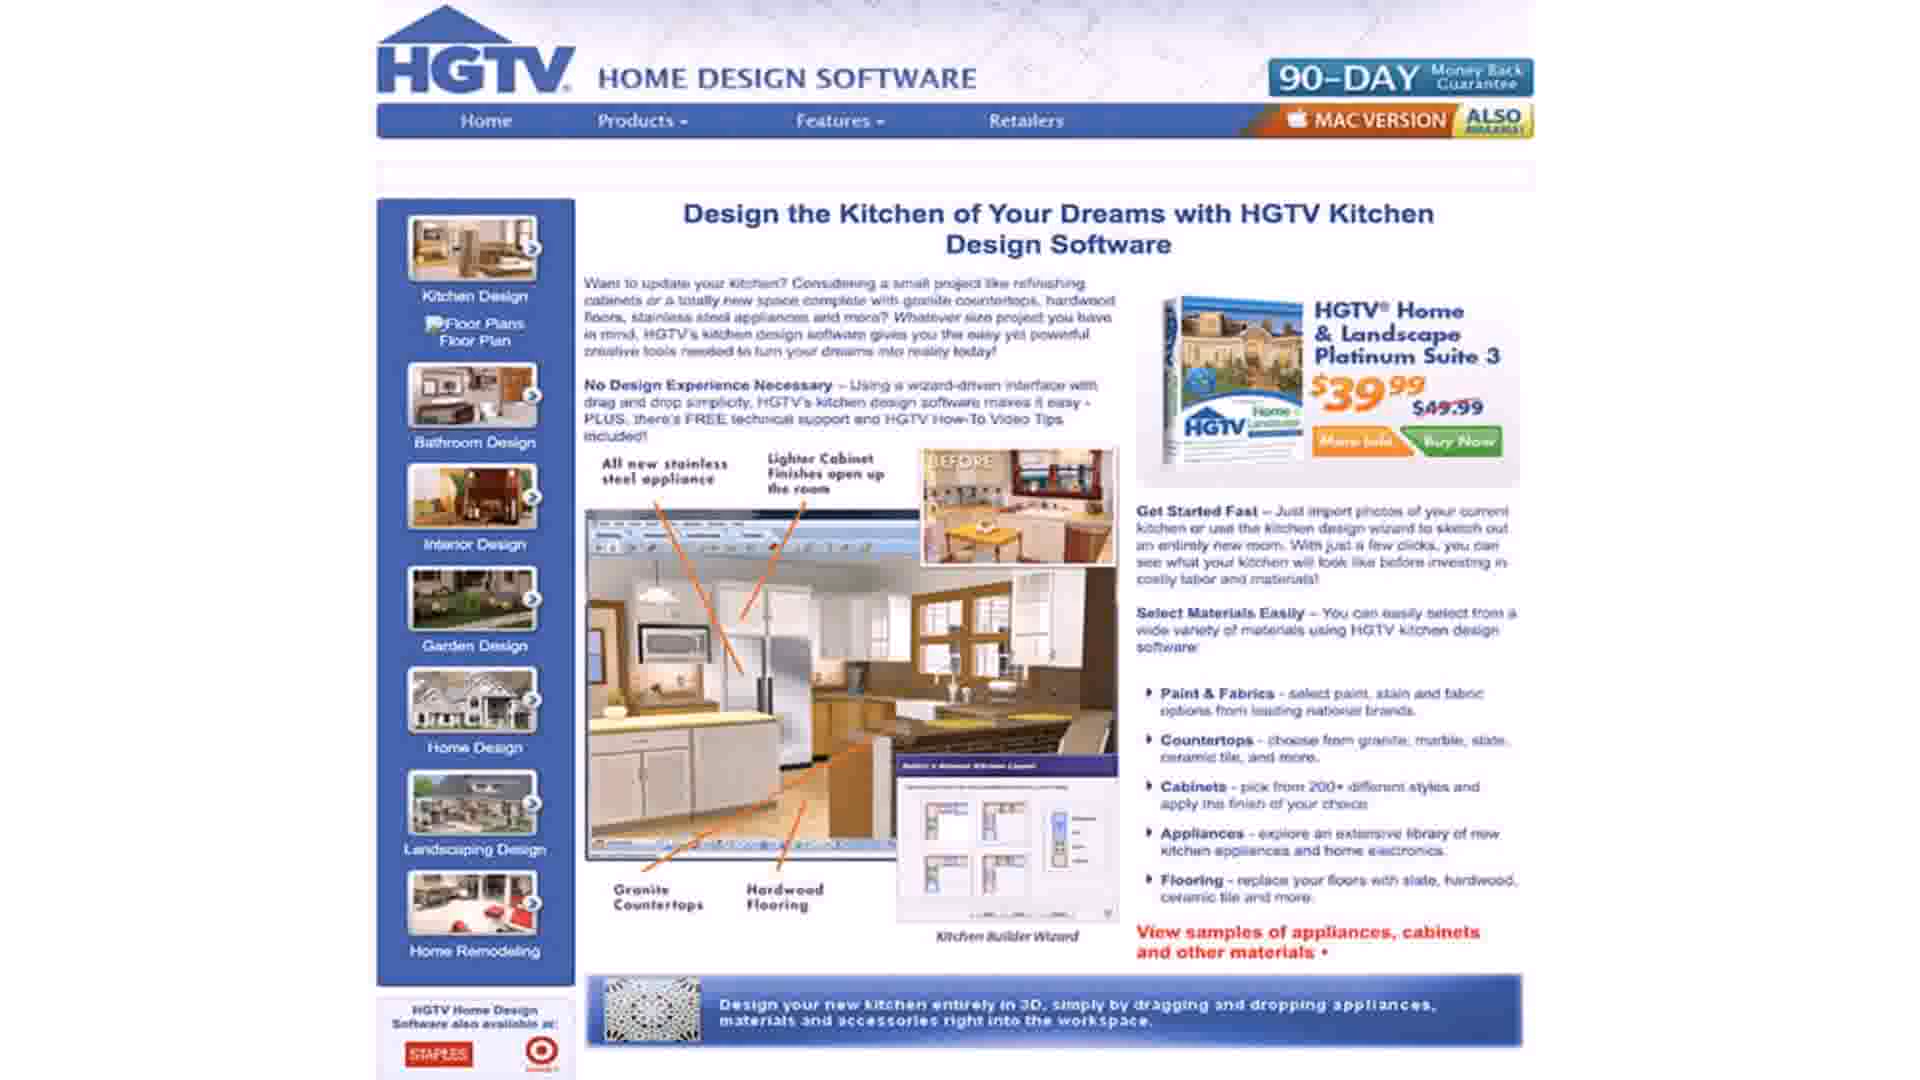 HGTV
HOME DESIGN SOFTWARE
90-DAY Money Back
Guarantee
Home Products Features Retailers
MAC VERSION ALSO
AVAILABLE!
Design the Kitchen of Your Dreams with HGTV Kitchen
Design Software
Kitchen Design
Floor Plans
Floor Plan
Bathroom Design
Interior Design
Garden Design
Home Design
Landscaping Design
Home Remodeling
HGTV Home Design
Software also available at:
STAPLES
Want to update your kitchen? Considering a small project like refinishing
cabinets or a totally new space complete with granite countertops, hardwood
floors, stainless steel appliances and more? Whatever size project you have
in mind, HGTV's kitchen design software gives you the easy yet powerful
creative tools needed to turn your dreams into reality today!
No Design Experience Necessary – Using a wizard-driven interface with
drag and drop simplicity, HGTV's kitchen design software makes it easy -
PLUS, there's FREE technical support and HGTV How-To Video Tips
included!
All new stainless
steel appliance
Lighter Cabinet
Finishes open up
the room
BEFORE
Granite
Countertops
Hardwood
Flooring
Kitchen Builder Wizard
HGTV® Home
& Landscape
Platinum Suite 3
$39.99
$49.99
More Info Buy Now
HGTV Home &
Landscape
Get Started Fast – Just import photos of your current
kitchen or use the kitchen design wizard to sketch out
an entirely new room. With just a few clicks, you can
see what your kitchen will look like before investing in
costly labor and materials!
Select Materials Easily – You can easily select from a
wide variety of materials using HGTV kitchen design
software:
Paint & Fabrics - select paint, stain and fabric
options from leading national brands.
Countertops - choose from granite, marble, slate,
ceramic tile, and more.
Cabinets - pick from 200+ different styles and
apply the finish of your choice
Appliances - explore an extensive library of new
kitchen appliances and home electronics.
Flooring - replace your floors with slate, hardwood,
ceramic tile and more.
View samples of appliances, cabinets
and other materials •
Design your new kitchen entirely in 3D, simply by dragging and dropping appliances,
materials and accessories right into the workspace.